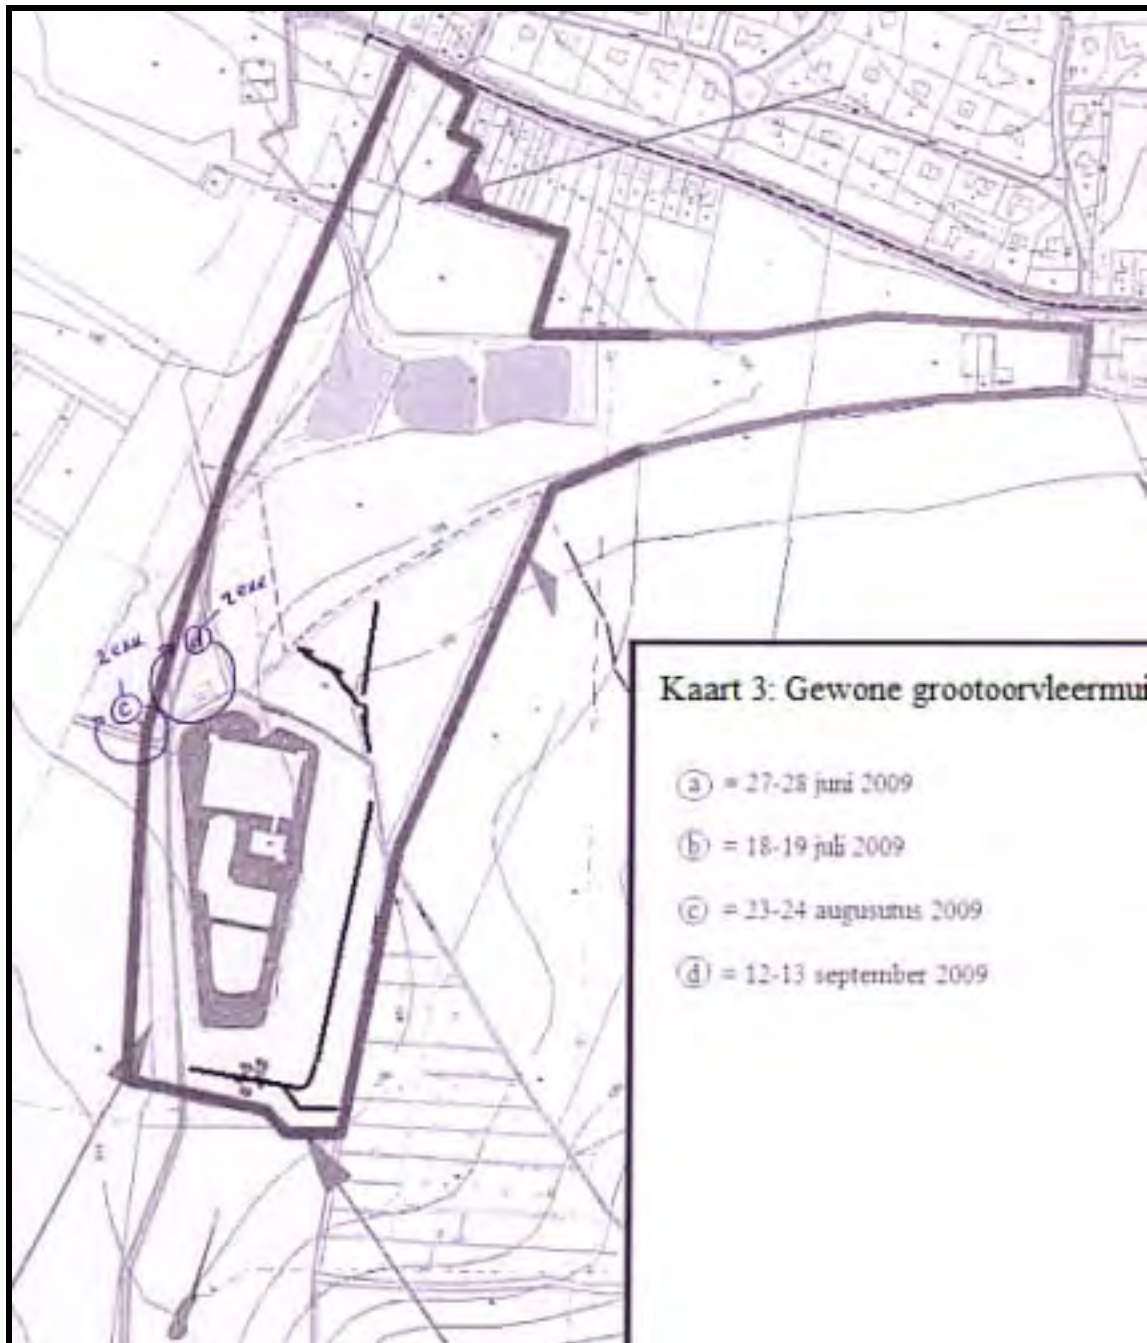 d
c
Kaart 3: Gewone grootoorvleermui
a = 27-28 juni 2009
b = 18-19 juli 2009
c = 23-24 augusutus 2009
d = 12-13 september 2009